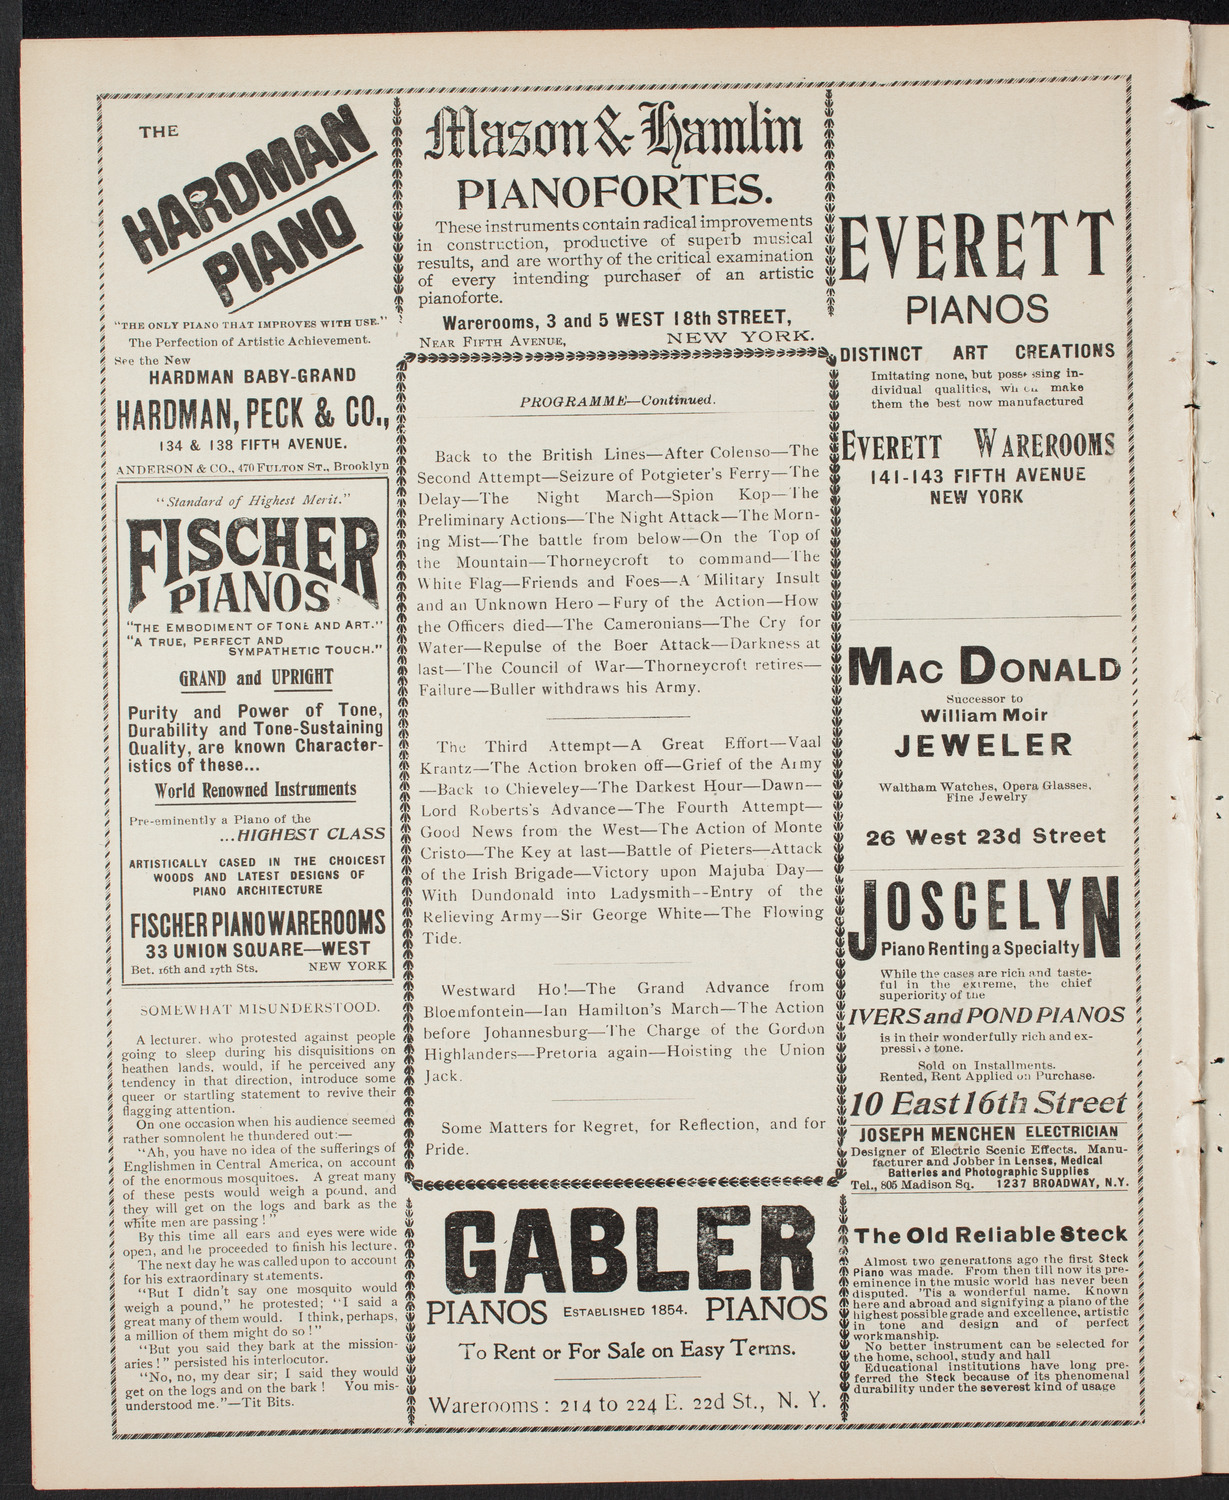 THE
HARDMAN
PIANO
"THE ONLY PIANO THAT IMPROVES WITH USE."
The Perfection of Artistic Achievement.
See the New
HARDMAN BABY-GRAND
HARDMAN, PECK & CO.,
134 & 138 FIFTH AVENUE.
ANDERSON & CO., 470 FULTON ST., Brooklyn
"Standard of Highest Merit."
FISCHER
PIANOS
"THE EMBODIMENT OF TONE AND ART."
"A TRUE, PERFECT AND
SYMPATHETIC TOUCH."
GRAND and UPRIGHT
Purity and Power of Tone,
Durability and Tone-Sustaining
Quality, are known Character-
istics of these...
World Renowned Instruments
Pre-eminently a Piano of the
...HIGHEST CLASS
ARTISTICALLY CASED IN THE CHOICEST
WOODS AND LATEST DESIGNS OF
PIANO ARCHITECTURE
FISCHER PIANO WAREROOMS
33 UNION SQUARE—WEST
Bet. 16th and 17th Sts. NEW YORK
SOMEWHAT MISUNDERSTOOD.
A lecturer. who protested against people
going to sleep during his disquisitions on
heathen lands, would, if he perceived any
tendency in that direction, introduce some
queer or startling statement to revive their
flagging attention.
On one occasion when his audience seemed
rather somnolent he thundered out:—
"Ah, you have no idea of the sufferings of
Englishmen in Central America, on account
of the enormous mosquitoes. A great many
of these pests would weigh a pound, and
they will get on the logs and bark as the
white men are passing!"
By this time all ears and eyes were wide
open, and he proceeded to finish his lecture.
The next day he was called upon to account
for his extraordinary statements.
"But I didn't say one mosquito would
weigh a pound," he protested; "I said a
great many of them would. I think, perhaps,
a million of them might do so!"
"But you said they bark at the mission-
aries!" persisted his interlocutor.
"No, no, my dear sir; I said they would
get on the logs and on the bark! You mis-
understood me."—Tit Bits.
Mason & Hamlin
PIANOFORTES.
These instruments contain radical improvements
in construction, productive of superb musical
results, and are worthy of the critical examination
of every intending purchaser of an artistic
pianoforte.
Warerooms, 3 and 5 WEST 18th STREET,
NEAR FIFTH AVENUE, NEW YORK.
PROGRAMME—Continued.
Back to the British Lines—After Colenso—The
Second Attempt—Seizure of Potgieter's Ferry—The
Delay—The Night March—Spion Kop—The
Preliminary Actions—The Night Attack—The Morn-
ing Mist—The battle from below—On the Top of
the Mountain—Thorneycroft to command—The
White Flag—Friends and Foes—A Military Insult
and an Unknown Hero—Fury of the Action—How
the Officers died—The Cameronians—The Cry for
Water—Repulse of the Boer Attack—Darkness at
last—The Council of War—Thorneycroft retires—
Failure—Buller withdraws his Army.
The Third Attempt—A Great Effort—Vaal
Krantz—The Action broken off—Grief of the Army
—Back to Chieveley—The Darkest Hour—Dawn—
Lord Roberts's Advance—The Fourth Attempt—
Good News from the West—The Action of Monte
Cristo—The Key at last—Battle of Pieters—Attack
of the Irish Brigade—Victory upon Majuba Day—
With Dundonald into Ladysmith--Entry of the
Relieving Army—Sir George White—The Flowing
Tide.
Westward Ho!—The Grand Advance from
Bloemfontein—Ian Hamilton's March—The Action
before Johannesburg—The Charge of the Gordon
Highlanders—Pretoria again—Hoisting the Union
Jack.
Some Matters for Regret, for Reflection, and for
Pride.
GABLER
PIANOS ESTABLISHED 1854. PIANOS
To Rent or For Sale on Easy Terms.
Warerooms: 214 to 224 E. 22d St., N. Y.
EVERETT
PIANOS
DISTINCT ART CREATIONS
Imitating none, but possessing in-
dividual qualities, which make
them the best now manufactured
EVERETT WAREROOMS
141-143 FIFTH AVENUE
NEW YORK
MAC DONALD
Successor to
William Moir
JEWELER
Waltham Watches, Opera Glasses,
Fine Jewelry
26 West 23d Street
JOSCELYN
Piano Renting a Specialty
While the cases are rich and taste-
ful in the extreme, the chief
superiority of the
IVERS and POND PIANOS
is in their wonderfully rich and ex-
pressive tone.
Sold on Installments.
Rented, Rent Applied on Purchase.
10 East 16th Street
JOSEPH MENCHEN ELECTRICIAN
Designer of Electric Scenic Effects. Manu-
facturer and Jobber in Lenses, Medical
Batteries and Photographic Supplies
Tel., 805 Madison Sq. 1237 BROADWAY, N.Y.
The Old Reliable Steck
Almost two generations ago the first Steck
Piano was made. From then till now its pre-
eminence in the music world has never been
disputed. 'Tis a wonderful name. Known
here and abroad and signifying a piano of the
highest possible grade and excellence, artistic
in tone and design and of perfect
workmanship.
No better instrument can be selected for
the home, school, study and hall
Educational institutions have long pre-
ferred the Steck because of its phenomenal
durability under the severest kind of usage